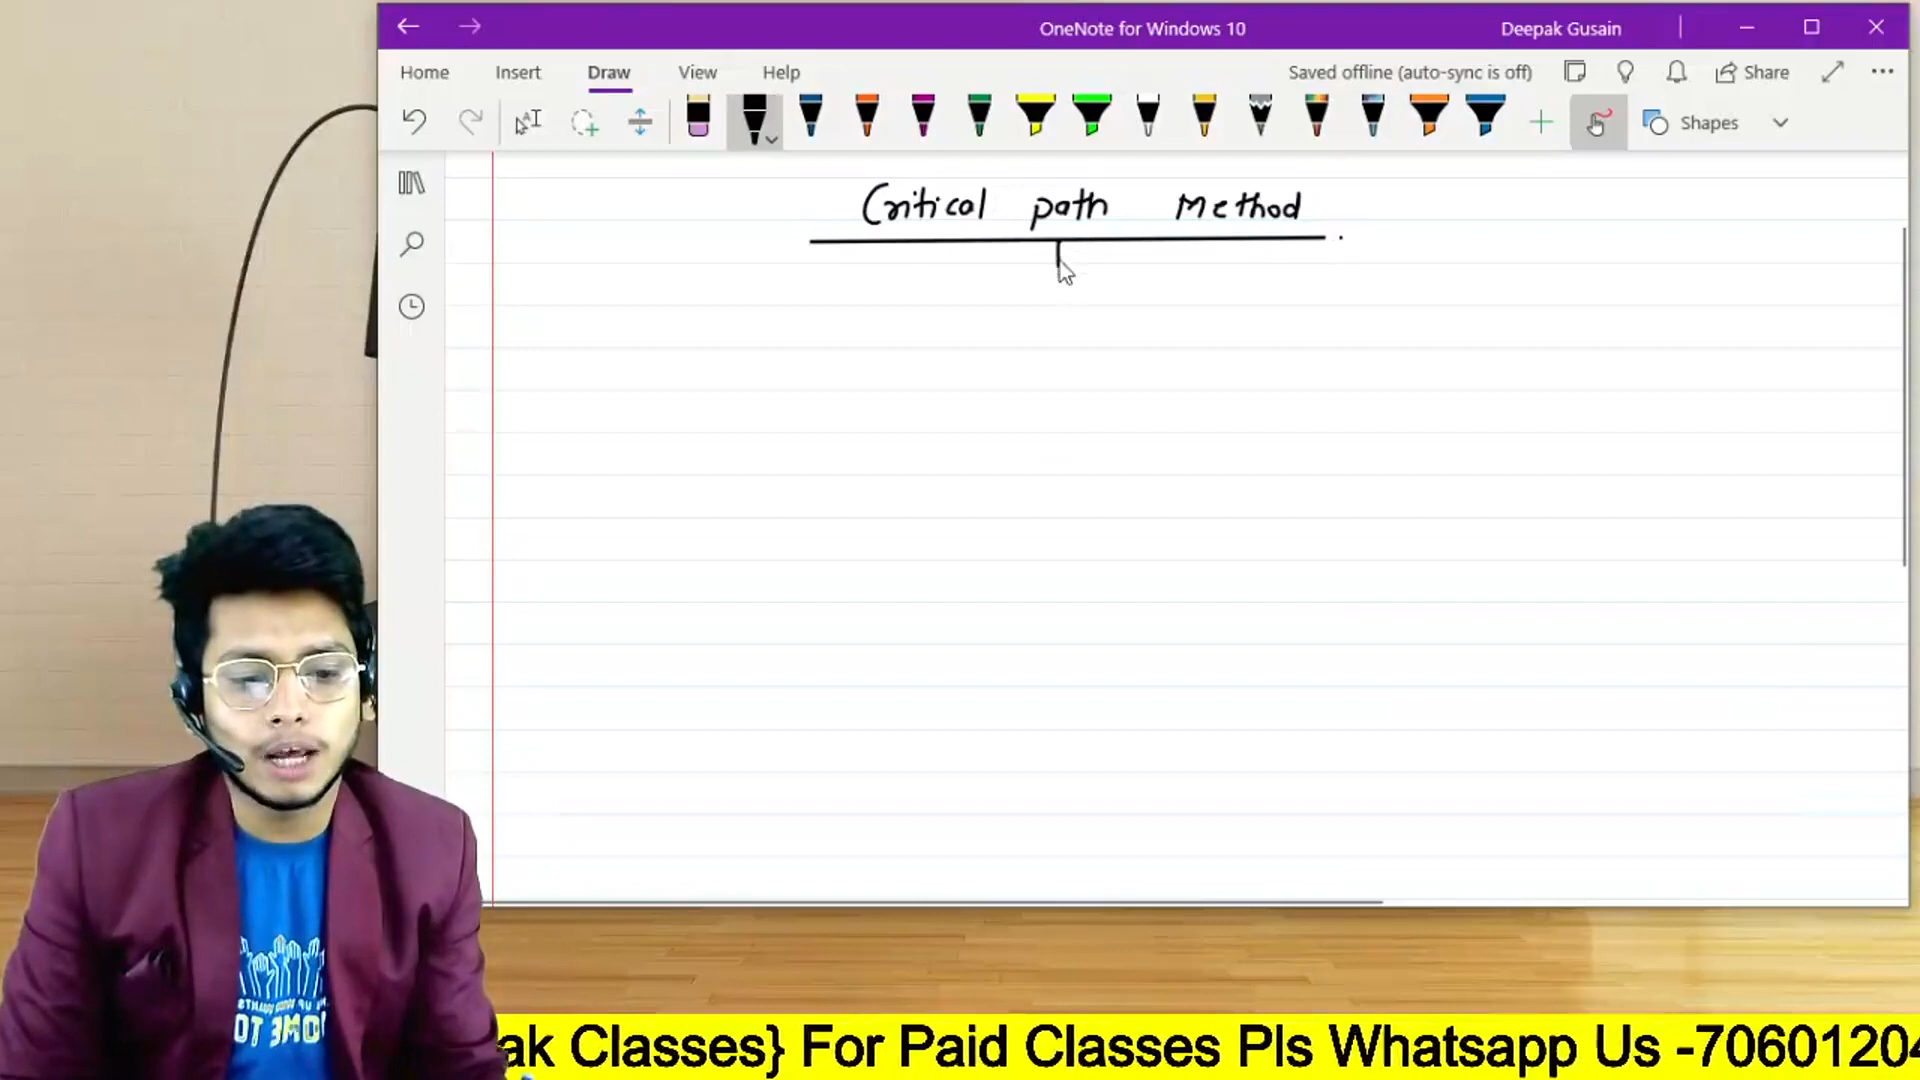 OneNote for Windows 10
Deepak Gusain
Home Insert Draw View Help
Saved offline (auto-sync is off) Share
Shapes
Critical path Method
ak Classes} For Paid Classes Pls Whatsapp Us -70601204